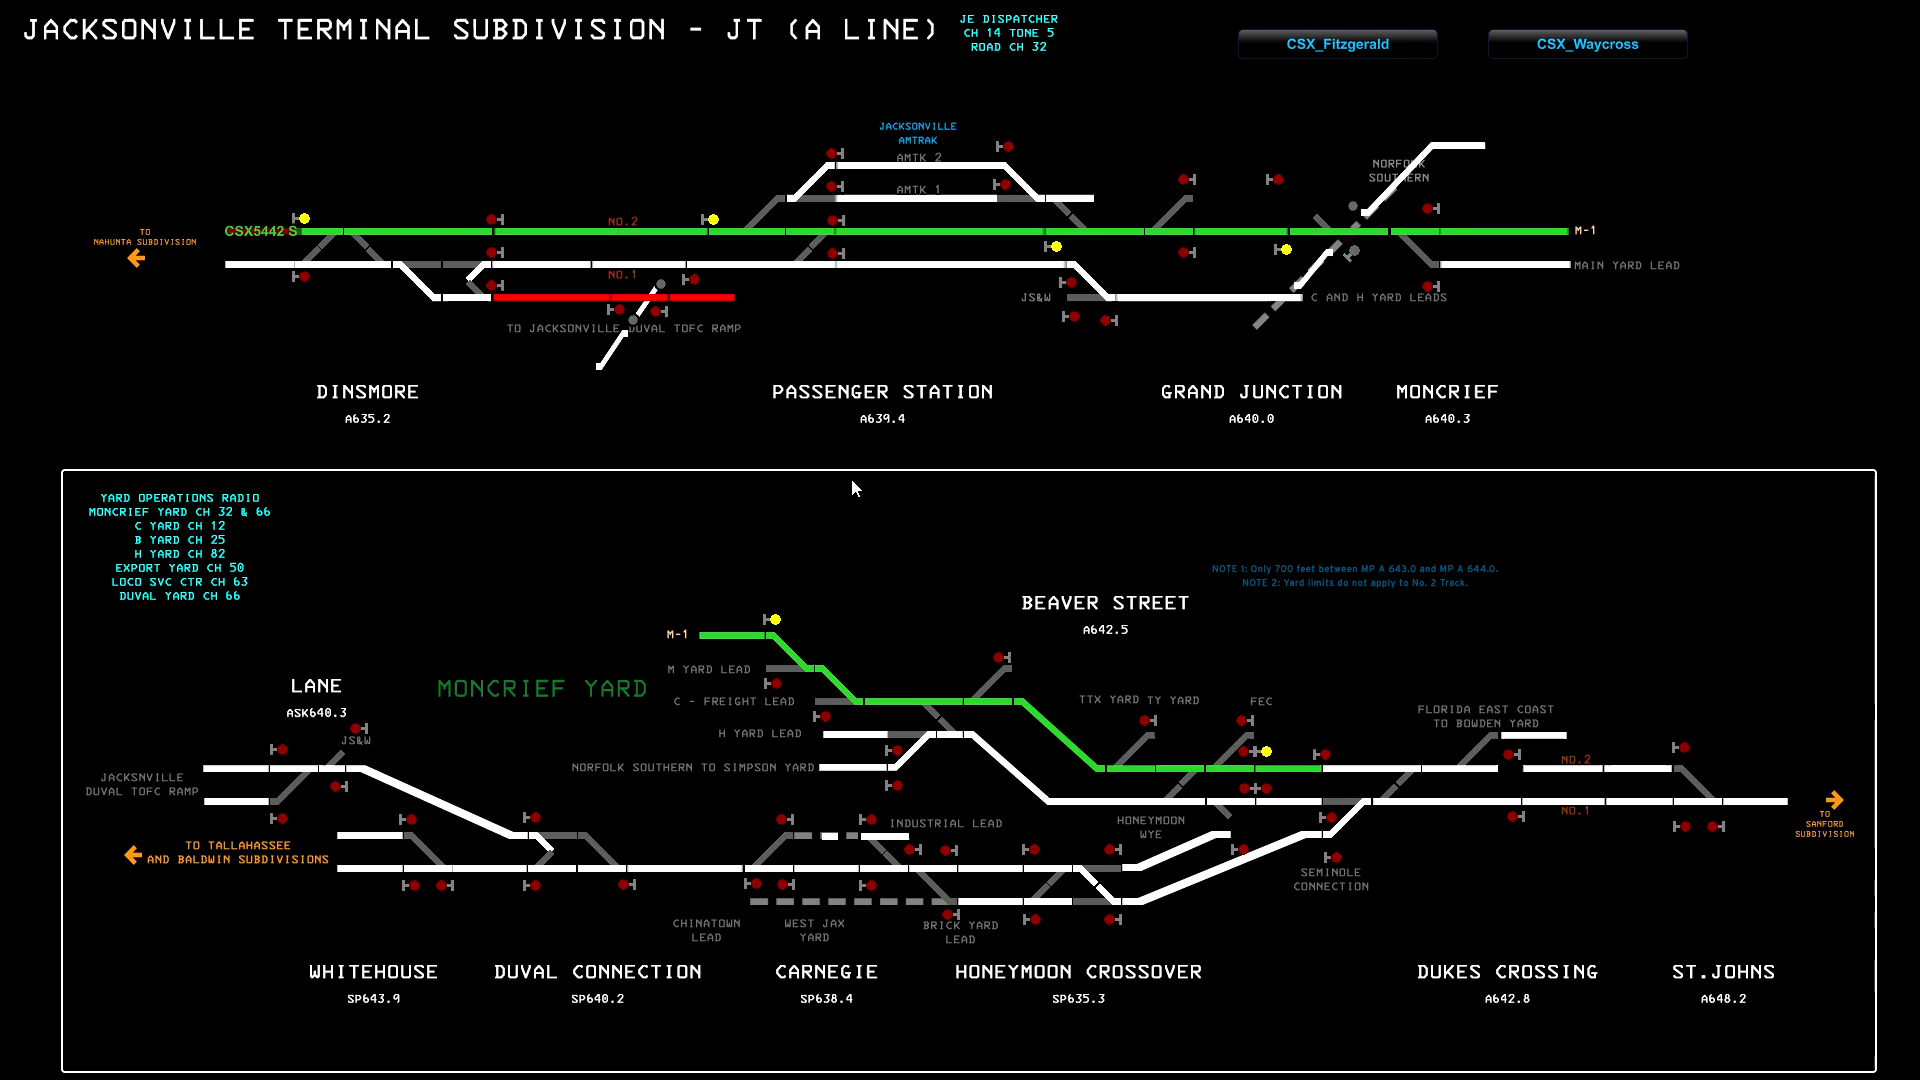 JACKSONVILLE TERMINAL SUBDIVISION - JT (A LINE)
JE DISPATCHER
CH 14 TONE 5
ROAD CH 32
CSX_Fitzgerald
CSX_Waycross
JACKSONVILLE
AMTRAK
AMTK 2
AMTK 1
NORFOLK
SOUTHERN
TO
NAHUNTA SUBDIVISION
CSX5442 S
NO.2
M-1
NO.1
MAIN YARD LEAD
JS&W
C AND H YARD LEADS
TO JACKSONVILLE DUVAL TOFC RAMP
DINSMORE
A635.2
PASSENGER STATION
A639.4
GRAND JUNCTION
A640.0
MONCRIEF
A640.3
YARD OPERATIONS RADIO
MONCRIEF YARD CH 32 & 66
C YARD CH 12
B YARD CH 25
H YARD CH 82
EXPORT YARD CH 50
LOCO SVC CTR CH 63
DUVAL YARD CH 66
NOTE 1: Only 700 feet between MP A 643.0 and MP A 644.0.
NOTE 2: Yard limits do not apply to No. 2 Track.
BEAVER STREET
A642.5
M-1
M YARD LEAD
LANE
ASK640.3
MONCRIEF YARD
C - FREIGHT LEAD
TTX YARD TY YARD
FEC
FLORIDA EAST COAST
TO BOWDEN YARD
H YARD LEAD
JS&W
NORFOLK SOUTHERN TO SIMPSON YARD
NO.2
JACKSONVILLE
DUVAL TOFC RAMP
NO.1
TO
SANFORD
SUBDIVISION
INDUSTRIAL LEAD
HONEYMOON
WYE
TO TALLAHASSEE
AND BALDWIN SUBDIVISIONS
SEMINOLE
CONNECTION
CHINATOWN
LEAD
WEST JAX
YARD
BRICK YARD
LEAD
WHITEHOUSE
SP643.9
DUVAL CONNECTION
SP640.2
CARNEGIE
SP638.4
HONEYMOON CROSSOVER
SP635.3
DUKES CROSSING
A642.8
ST.JOHNS
A648.2